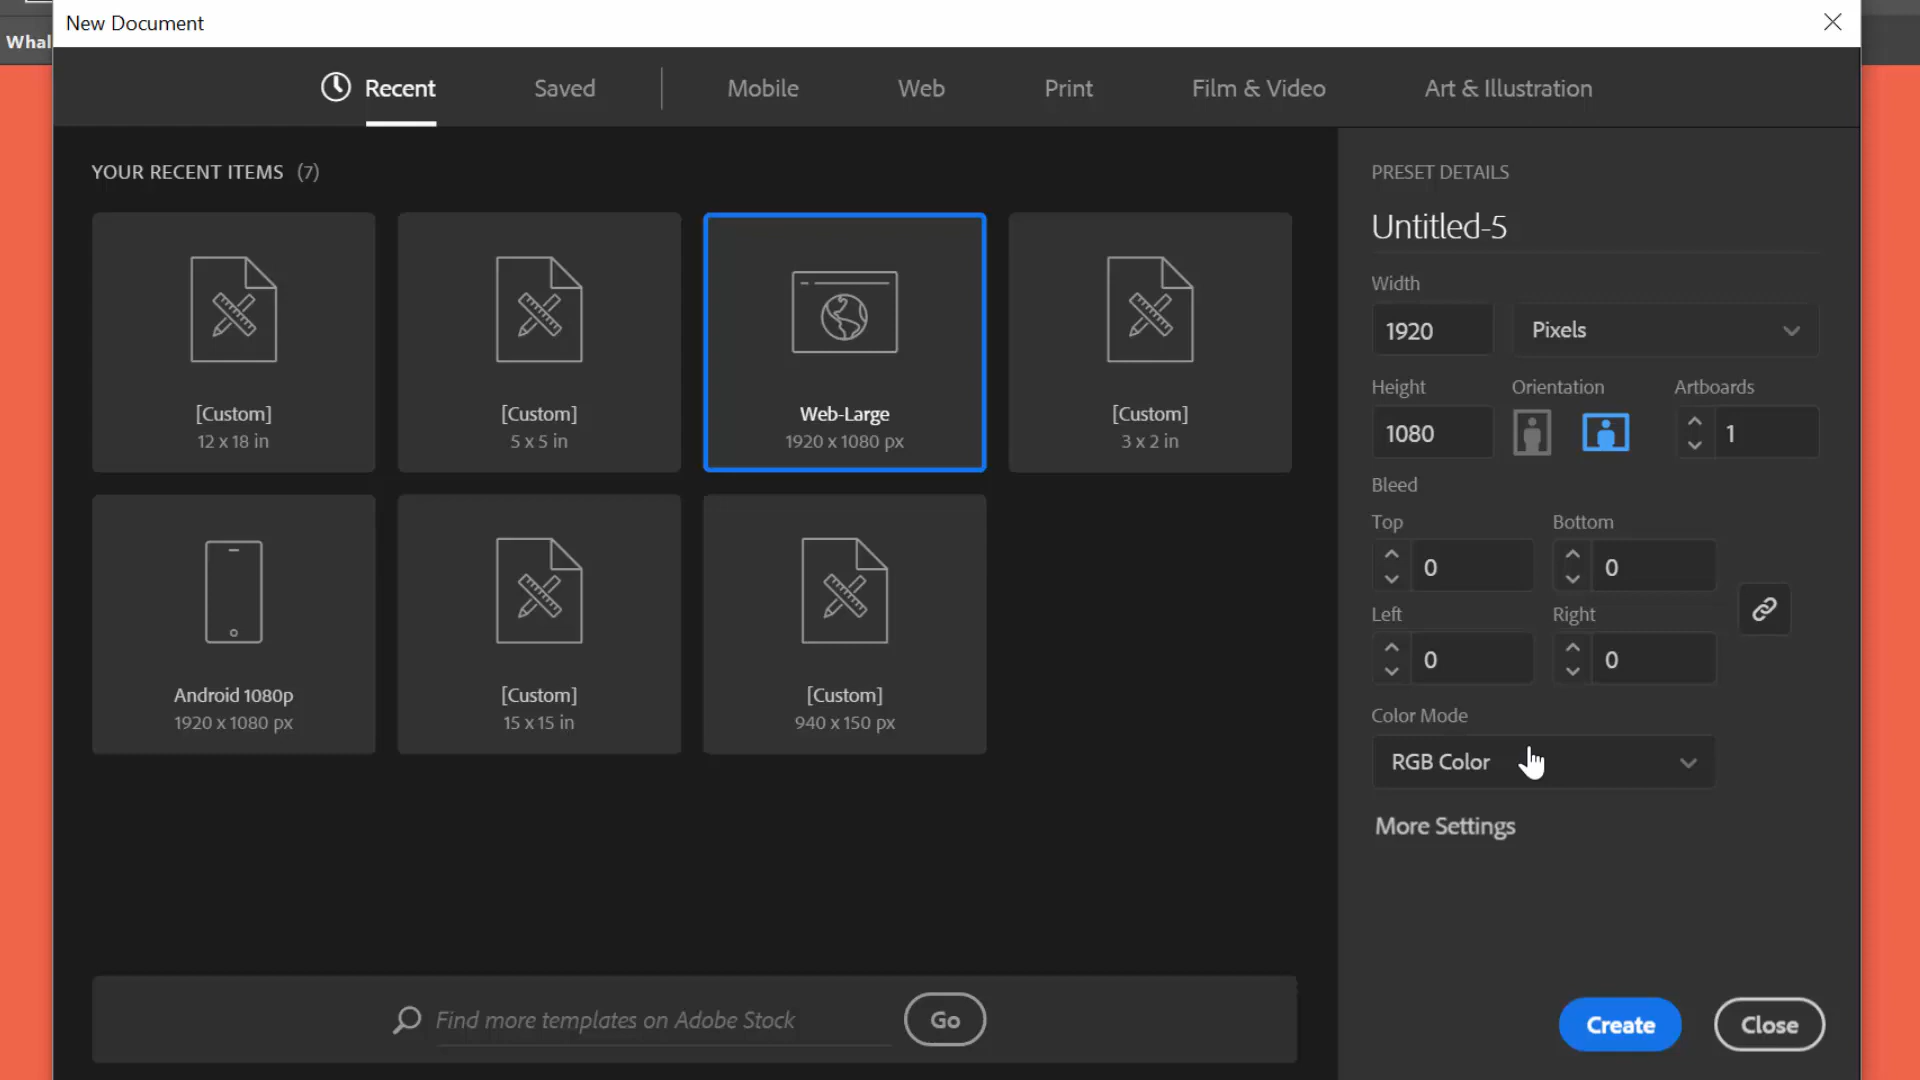 New Document
Whal
Recent
Saved
Mobile
Web
Print
Film & Video
Art & Illustration
YOUR RECENT ITEMS (7)
[Custom]
12 x 18 in
[Custom]
5 x 5 in
Web-Large
1920 x 1080 px
[Custom]
3 x 2 in
Android 1080p
1920 x 1080 px
[Custom]
15 x 15 in
[Custom]
940 x 150 px
Find more templates on Adobe Stock
Go
PRESET DETAILS
Untitled-5
Width
1920
Pixels
Height
Orientation
Artboards
1080
1
Bleed
Top
Bottom
0
0
Left
Right
0
0
Color Mode
RGB Color
More Settings
Create
Close